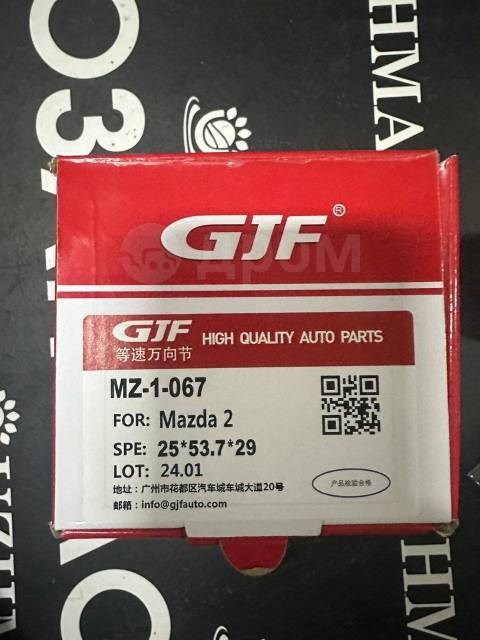 GJF®
дром
GJF HIGH QUALITY AUTO PARTS
等速万向节
MZ-1-067
FOR: Mazda 2
SPE: 25*53.7*29
LOT: 24.01
产品检验合格
地址:广州市花都区汽车城车城大道20号
邮箱:info@gjfauto.com